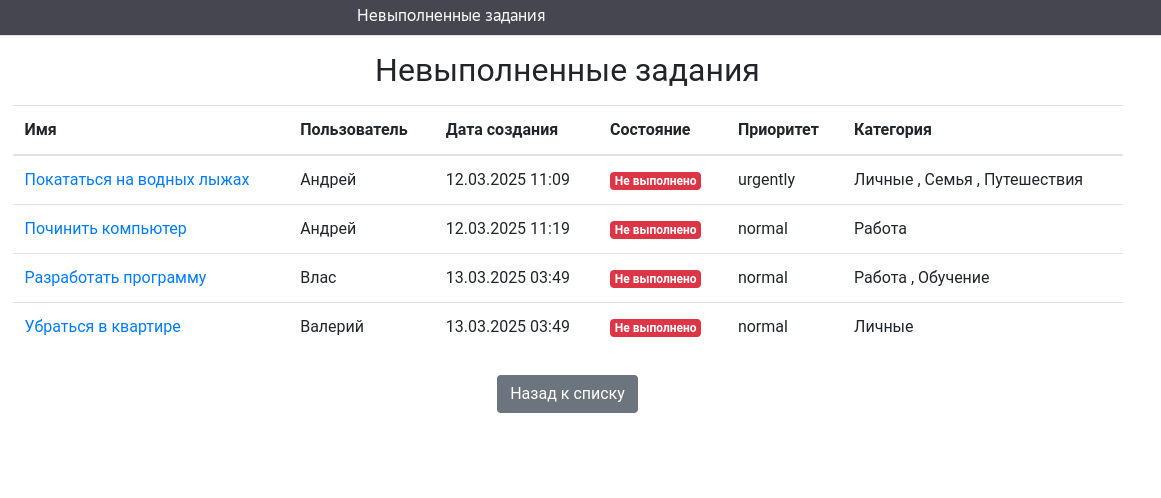 Невыполненные задания
Невыполненные задания
Имя Пользователь Дата создания Состояние Приоритет Категория
Покататься на водных лыжах Андрей 12.03.2025 11:09 Не выполнено urgently Личные , Семья , Путешествия
Починить компьютер Андрей 12.03.2025 11:19 Не выполнено normal Работа
Разработать программу Влас 13.03.2025 03:49 Не выполнено normal Работа , Обучение
Убраться в квартире Валерий 13.03.2025 03:49 Не выполнено normal Личные
Назад к списку